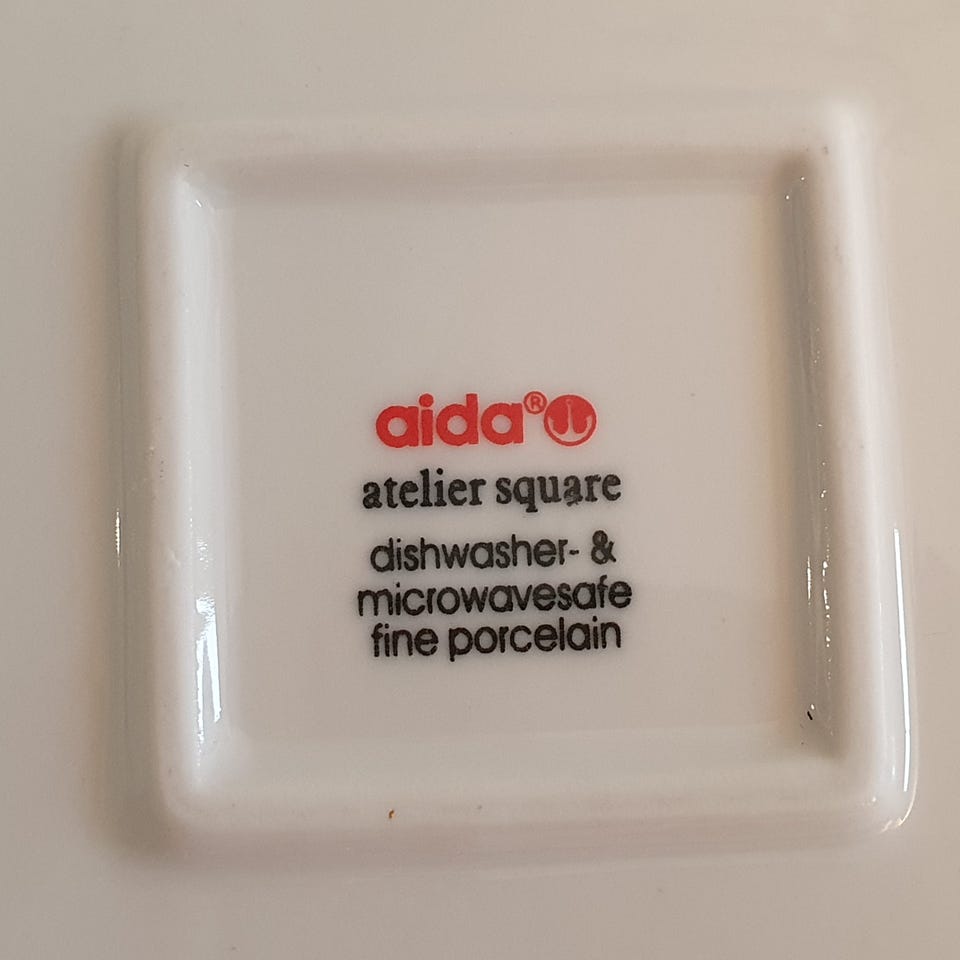 aida®
atelier square
dishwasher- &
microwavesafe
fine porcelain